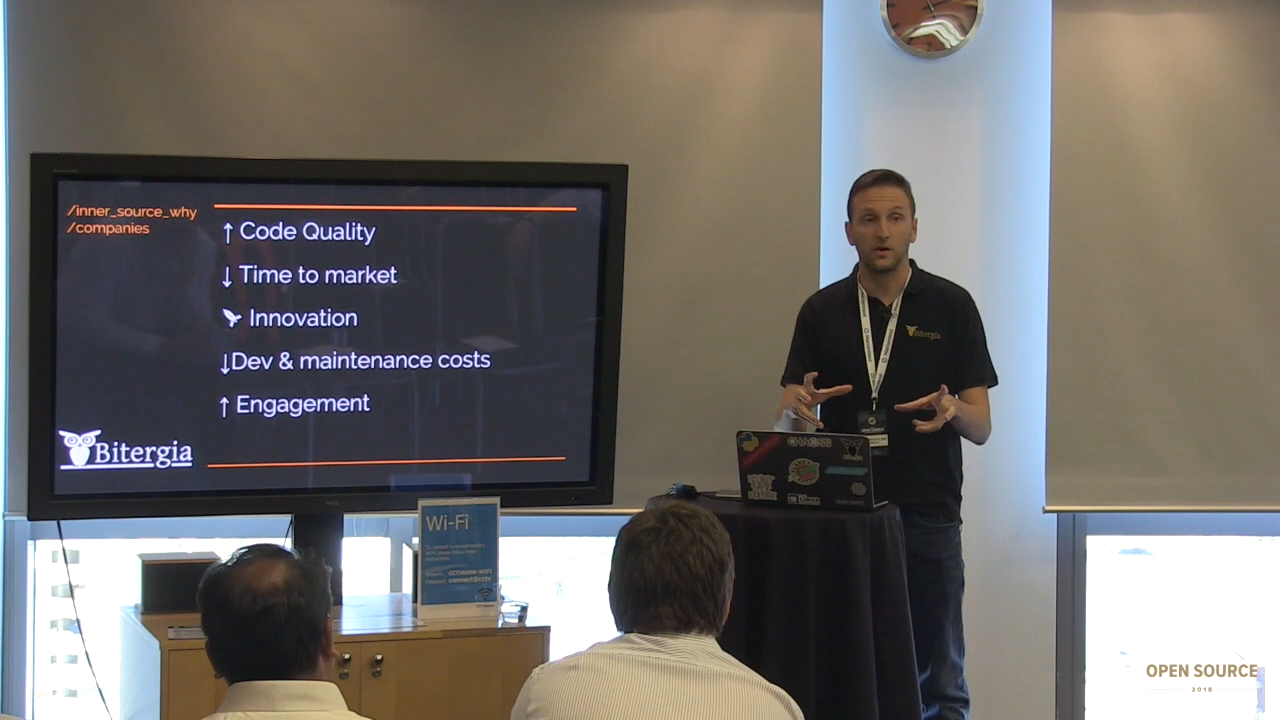 /inner_source_why
/companies
↑ Code Quality
↓ Time to market
Innovation
↓Dev & maintenance costs
↑ Engagement
Bitergia
Bitergia
CHAOSS
Wi-Fi
OPEN SOURCE
2018